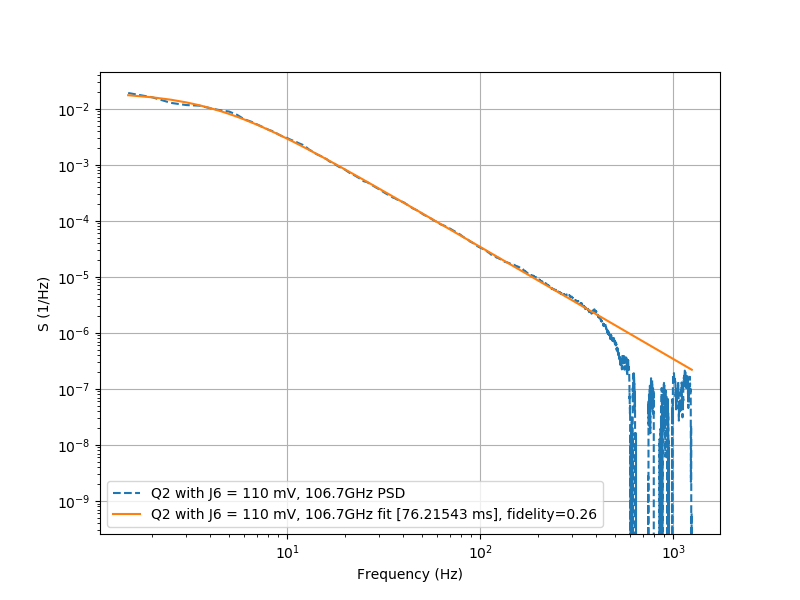 S (1/Hz)
10⁻²
10⁻³
10⁻⁴
10⁻⁵
10⁻⁶
10⁻⁷
10⁻⁸
10⁻⁹
Q2 with J6 = 110 mV, 106.7GHz PSD
Q2 with J6 = 110 mV, 106.7GHz fit [76.21543 ms], fidelity=0.26
10¹ 10² 10³
Frequency (Hz)